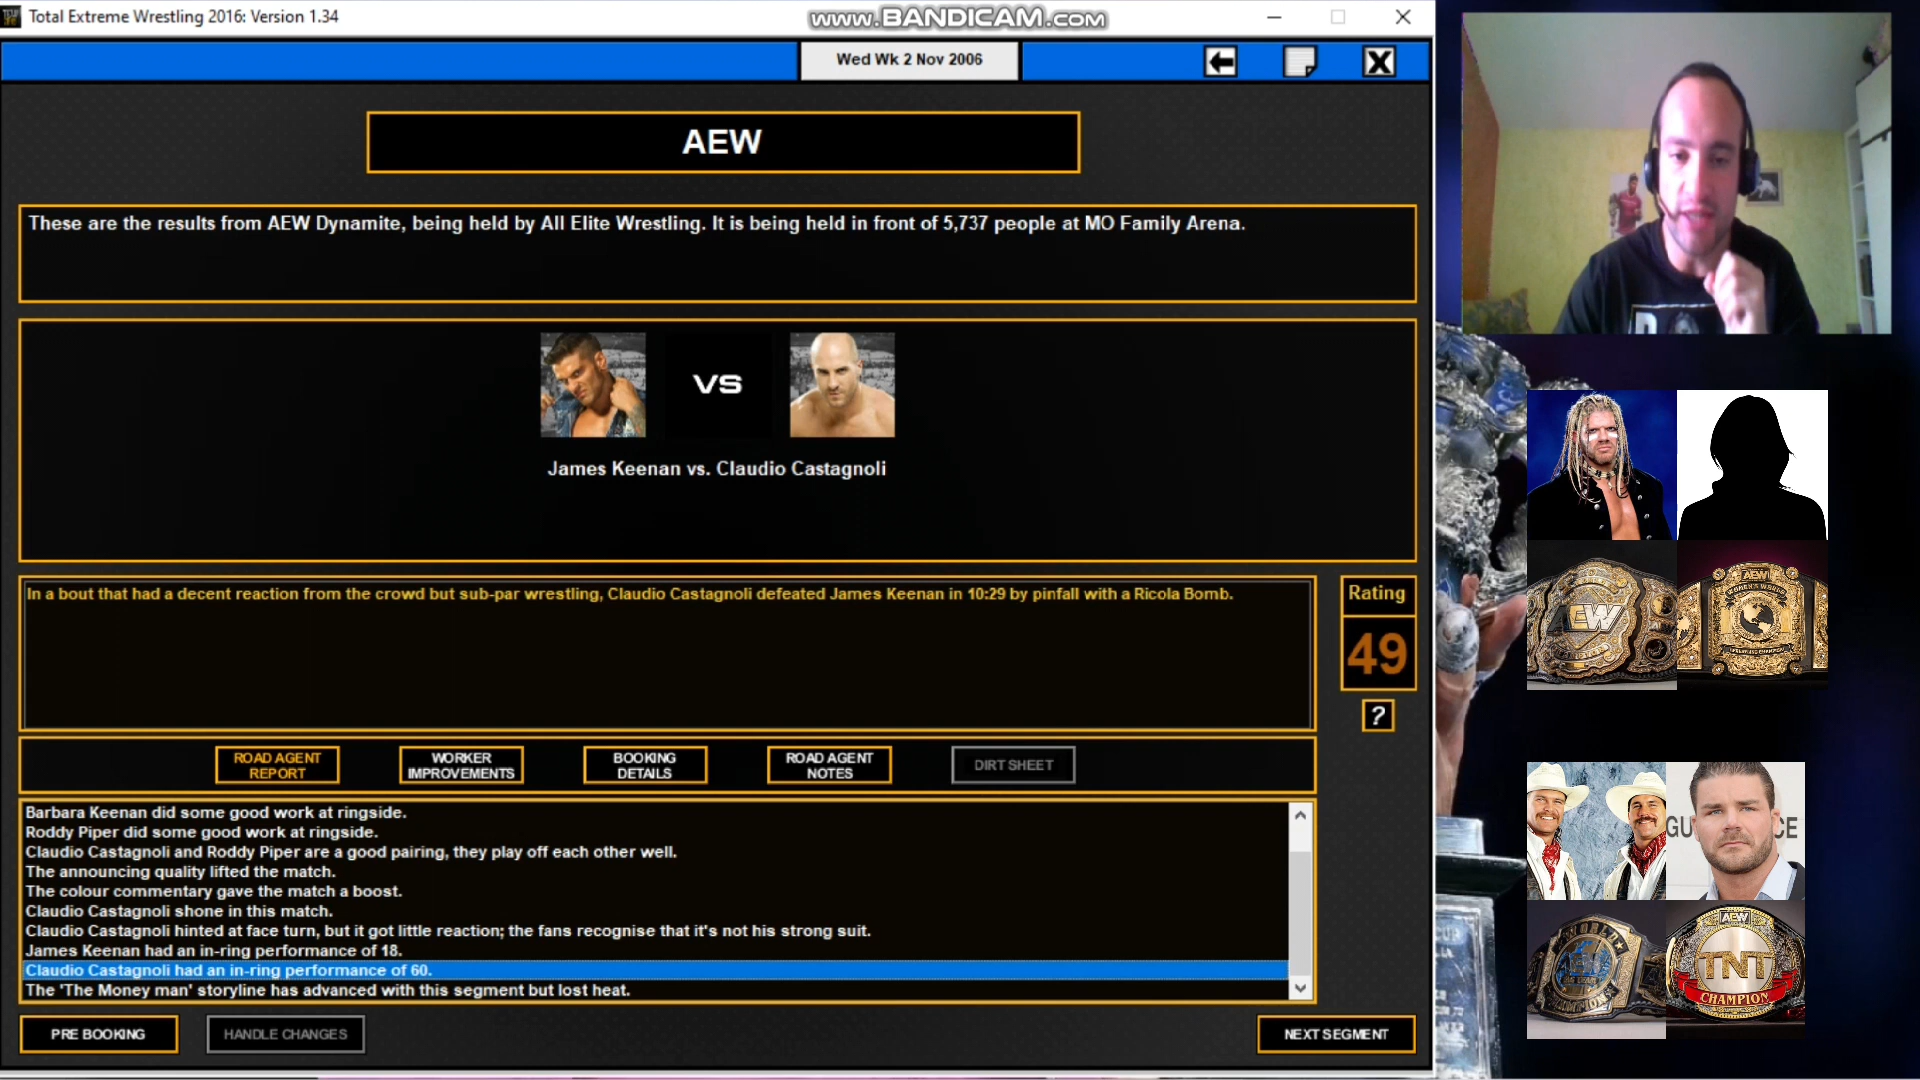 Total Extreme Wrestling 2016: Version 1.34
www.BANDICAM.com
Wed Wk 2 Nov 2006
AEW
These are the results from AEW Dynamite, being held by All Elite Wrestling. It is being held in front of 5,737 people at MO Family Arena.
VS
James Keenan vs. Claudio Castagnoli
In a bout that had a decent reaction from the crowd but sub-par wrestling, Claudio Castagnoli defeated James Keenan in 10:29 by pinfall with a Ricola Bomb.
Rating
49
?
ROAD AGENT REPORT
WORKER IMPROVEMENTS
BOOKING DETAILS
ROAD AGENT NOTES
DIRT SHEET
Barbara Keenan did some good work at ringside.
Roddy Piper did some good work at ringside.
Claudio Castagnoli and Roddy Piper are a good pairing, they play off each other well.
The announcing quality lifted the match.
The colour commentary gave the match a boost.
Claudio Castagnoli shone in this match.
Claudio Castagnoli hinted at face turn, but it got little reaction; the fans recognise that it's not his strong suit.
James Keenan had an in-ring performance of 18.
Claudio Castagnoli had an in-ring performance of 60.
The 'The Money man' storyline has advanced with this segment but lost heat.
PRE BOOKING
HANDLE CHANGES
NEXT SEGMENT
AEW
AEW
GU CE
WORLD
AEW
TNT
CHAMPION